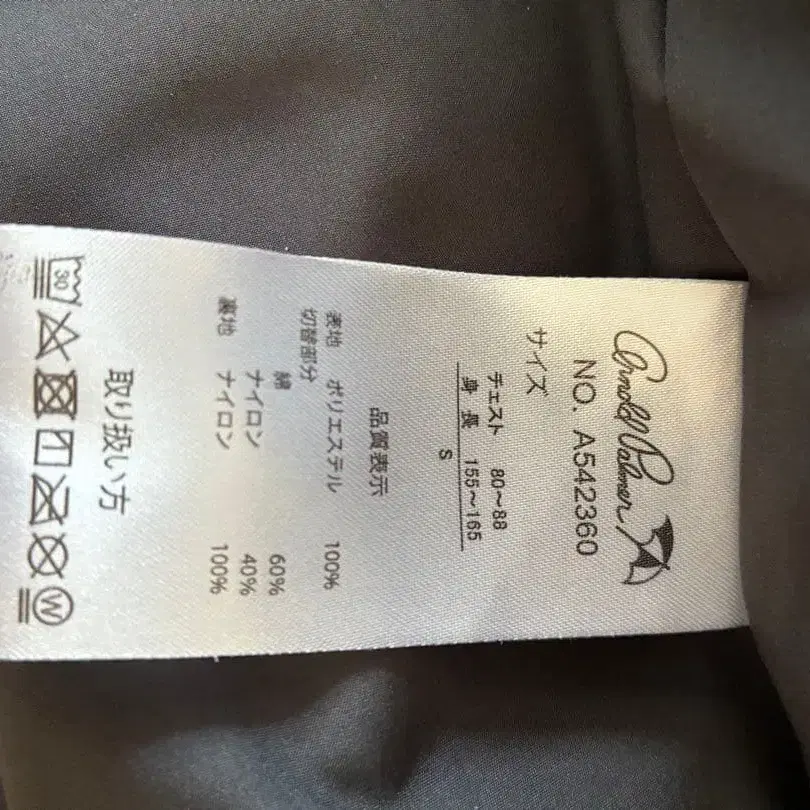 Arnold Palmer
NO. A542360
サイズ
チェスト 80～88
身長 155～165
S
品質表示
表地 ポリエステル 100%
切替部分
綿 60%
ナイロン 40%
裏地 ナイロン 100%
取り扱い方
30 W